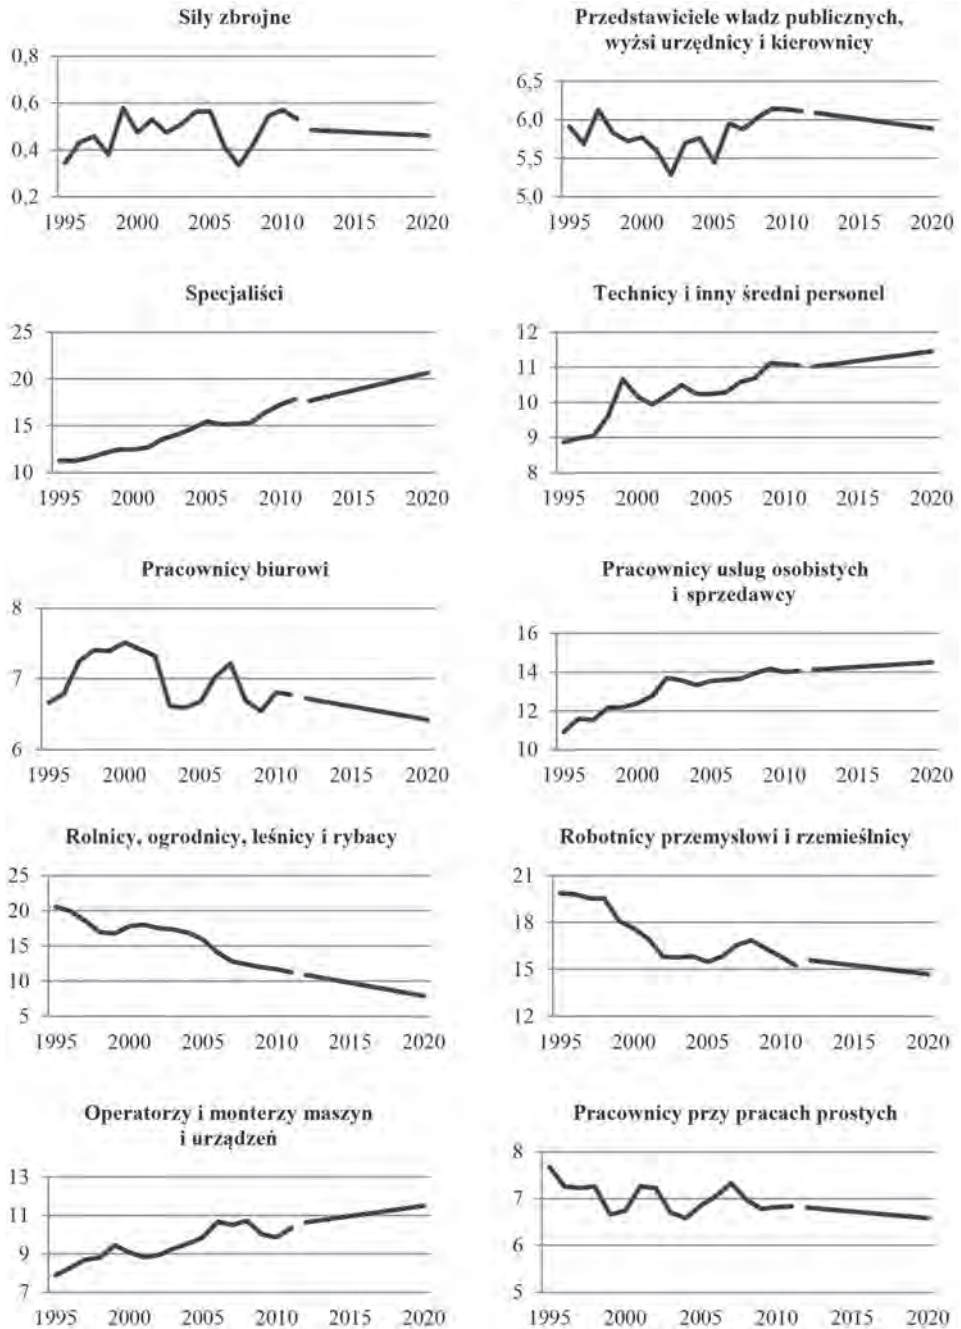 Siły zbrojne
0,8
0,6
0,4
0,2
1995 2000 2005 2010 2015 2020
Przedstawiciele władz publicznych,
wyżsi urzędnicy i kierownicy
6,5
6,0
5,5
5,0
1995 2000 2005 2010 2015 2020
Specjaliści
25
20
15
10
1995 2000 2005 2010 2015 2020
Technicy i inny średni personel
12
11
10
9
8
1995 2000 2005 2010 2015 2020
Pracownicy biurowi
8
7
6
1995 2000 2005 2010 2015 2020
Pracownicy usług osobistych
i sprzedawcy
16
14
12
10
1995 2000 2005 2010 2015 2020
Rolnicy, ogrodnicy, leśnicy i rybacy
25
20
15
10
5
1995 2000 2005 2010 2015 2020
Robotnicy przemysłowi i rzemieślnicy
21
18
15
12
1995 2000 2005 2010 2015 2020
Operatorzy i monterzy maszyn
i urządzeń
13
11
9
7
1995 2000 2005 2010 2015 2020
Pracownicy przy pracach prostych
8
7
6
5
1995 2000 2005 2010 2015 2020